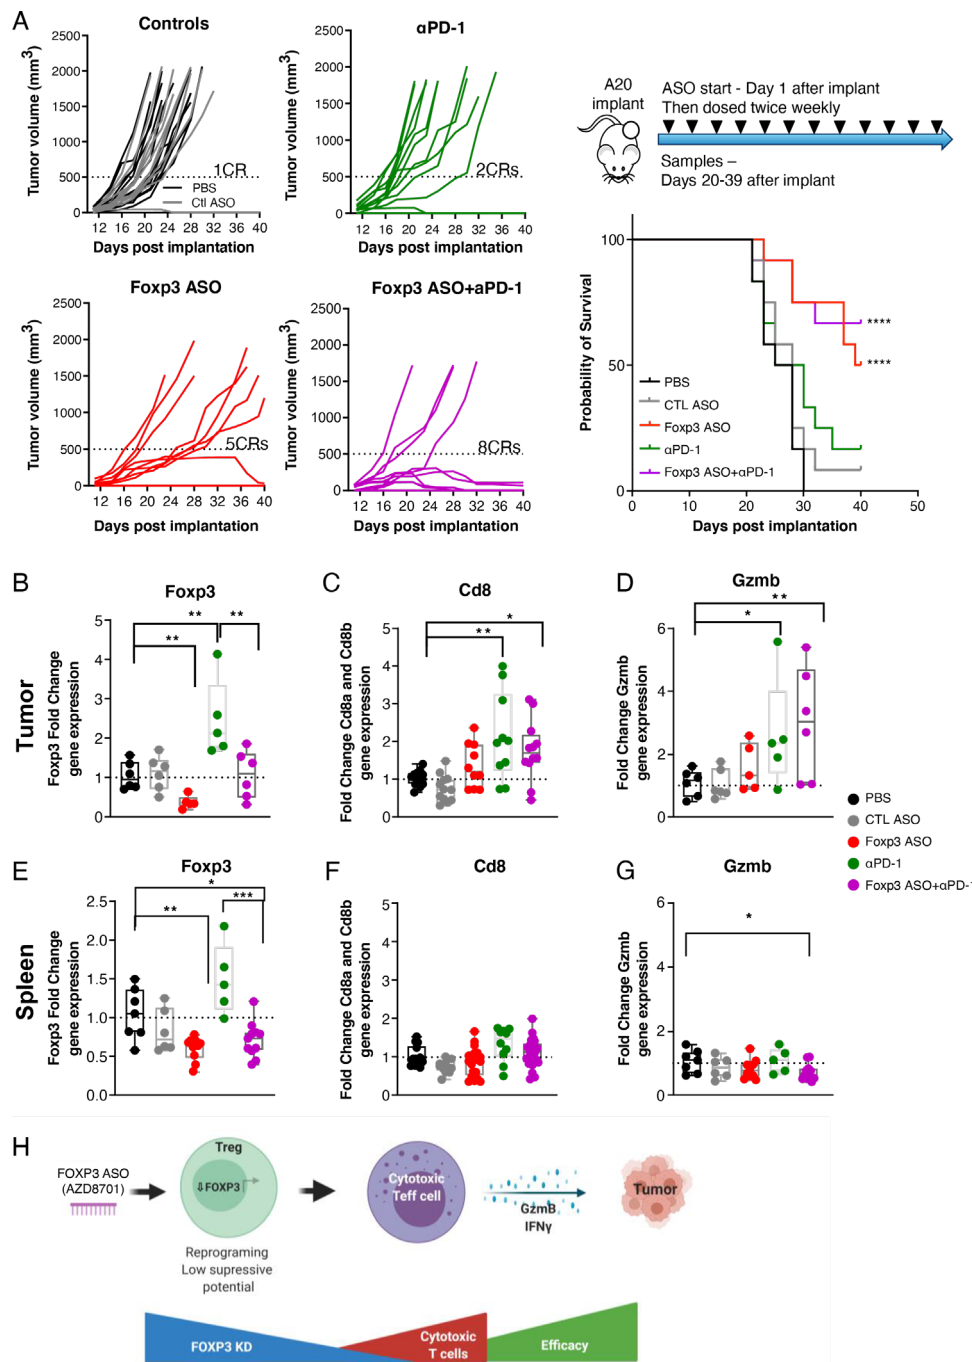 A
Controls
Tumor volume (mm3)
2500
2000
1500
1000
500
0
1CR
PBS
Ctl ASO
12 16 20 24 28 32 36 40
Days post implantation
αPD-1
Tumor volume (mm3)
2500
2000
1500
1000
500
0
2CRs
12 16 20 24 28 32 36 40
Days post implantation
A20
implant
ASO start - Day 1 after implant
Then dosed twice weekly
Samples –
Days 20-39 after implant
Foxp3 ASO
Tumor volume (mm3)
2500
2000
1500
1000
500
0
5CRs
12 16 20 24 28 32 36 40
Days post implantation
Foxp3 ASO+aPD-1
Tumor volume (mm3)
2500
2000
1500
1000
500
0
8CRs
12 16 20 24 28 32 36 40
Days post implantation
Probability of Survival
100
50
0
****
****
PBS
CTL ASO
Foxp3 ASO
αPD-1
Foxp3 ASO+αPD-1
0 10 20 30 40 50
Days post implantation
Tumor
B
Foxp3
Foxp3 Fold Change
gene expression
5
4
3
2
1
0
** **
**
C
Cd8
Fold Change Cd8a and Cd8b
gene expression
5
4
3
2
1
0
*
**
D
Gzmb
Fold Change Gzmb
gene expression
6
4
2
0
**
*
PBS
CTL ASO
Foxp3 ASO
αPD-1
Foxp3 ASO+αPD-1
Spleen
E
Foxp3
Foxp3 Fold Change
gene expression
2.5
2.0
1.5
1.0
0.5
0.0
*
***
**
F
Cd8
Fold Change Cd8a and Cd8b
gene expression
5
4
3
2
1
0
G
Gzmb
Fold Change Gzmb
gene expression
6
4
2
0
*
H
FOXP3 ASO
(AZD8701)
Treg
⇩FOXP3
Reprograming
Low supressive
potential
Cytotoxic
Teff cell
GzmB
IFNγ
Tumor
FOXP3 KD
Cytotoxic
T cells
Efficacy